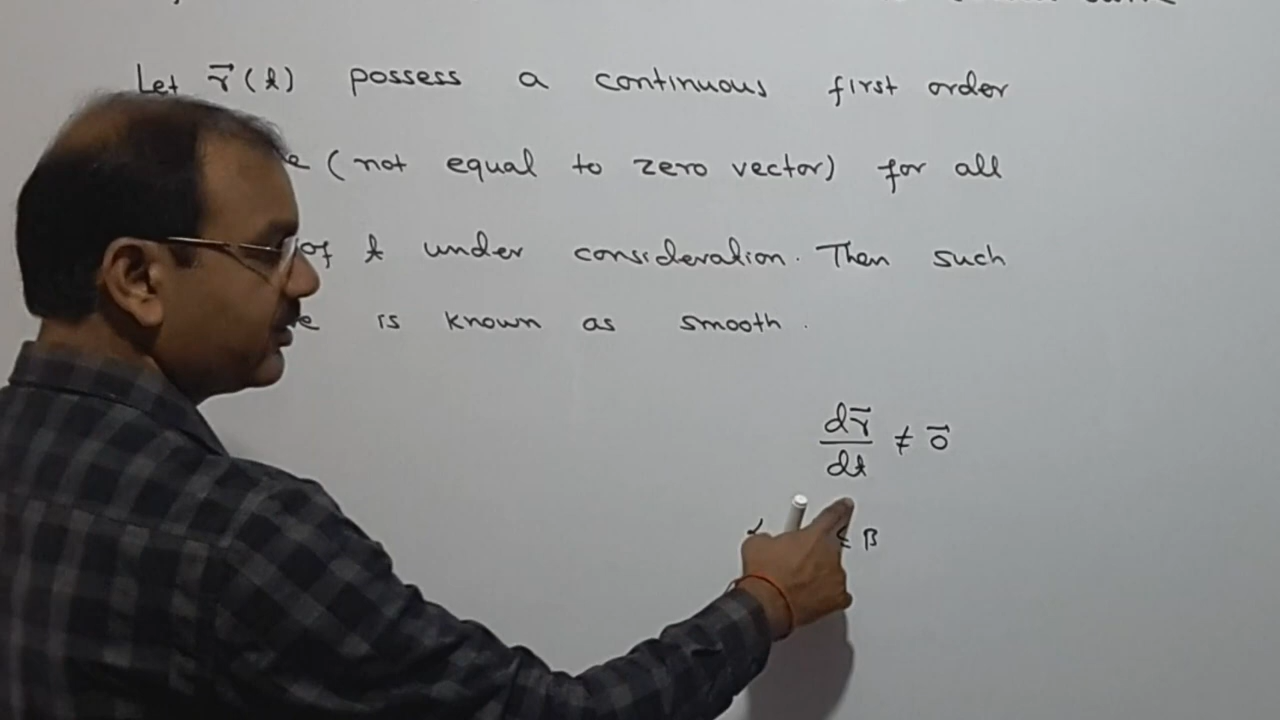 Let r⃗(t) possess a continuous first order
(not equal to zero vector) for all
of t under consideration. Then such
is known as smooth.
dr⃗/dt ≠ 0⃗
≤ β